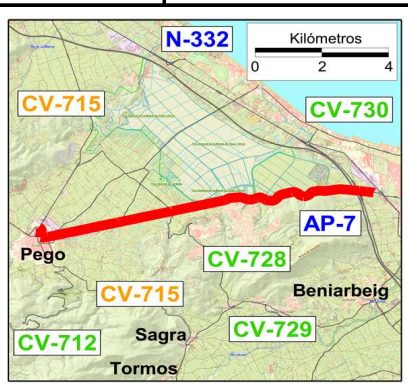 N-332
Kilómetros
0 2 4
CV-715
CV-730
AP-7
Pego
CV-728
CV-715
Beniarbeig
CV-712
Sagra
CV-729
Tormos